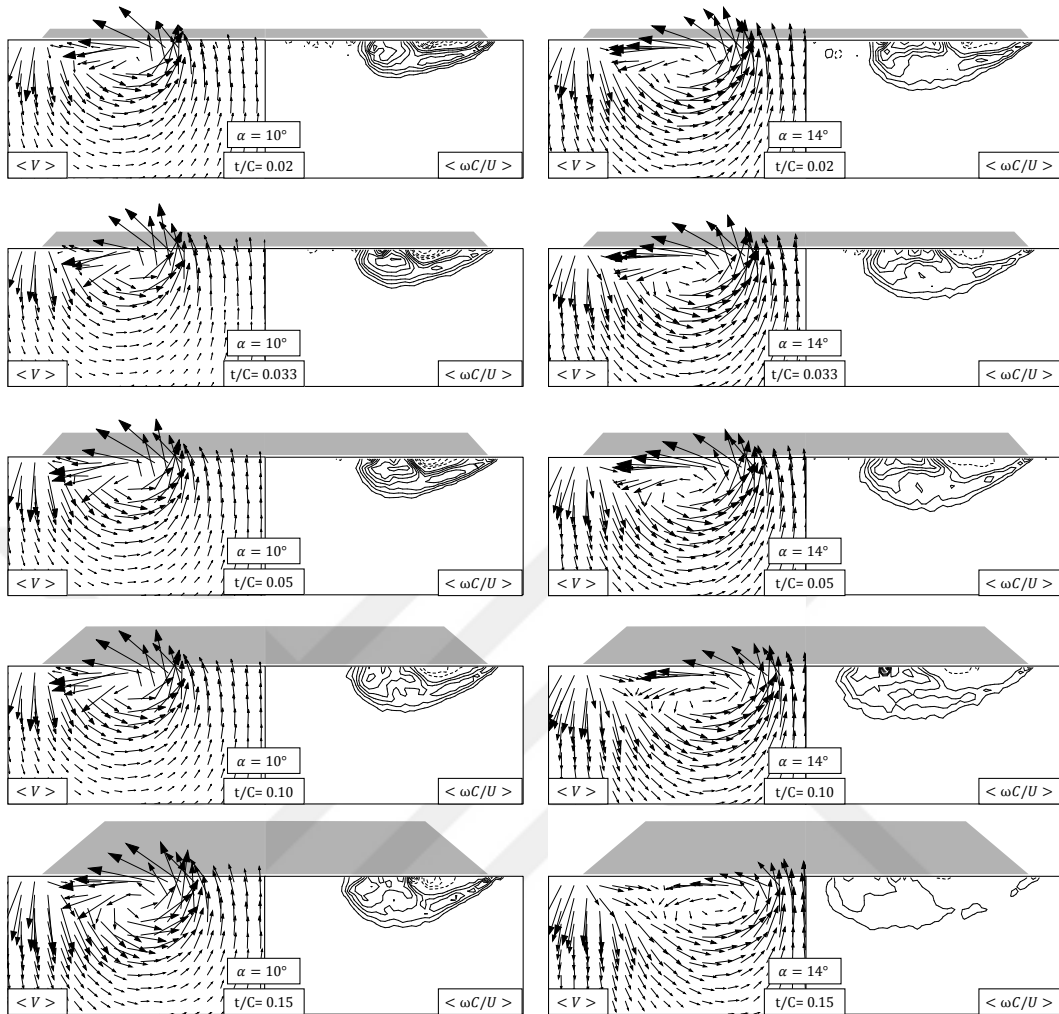 α = 10°
< V >
t/C= 0.02
< ωC/U >
α = 14°
< V >
t/C= 0.02
< ωC/U >
α = 10°
< V >
t/C= 0.033
< ωC/U >
α = 14°
< V >
t/C= 0.033
< ωC/U >
α = 10°
< V >
t/C= 0.05
< ωC/U >
α = 14°
< V >
t/C= 0.05
< ωC/U >
α = 10°
< V >
t/C= 0.10
< ωC/U >
α = 14°
< V >
t/C= 0.10
< ωC/U >
α = 10°
< V >
t/C= 0.15
< ωC/U >
α = 14°
< V >
t/C= 0.15
< ωC/U >